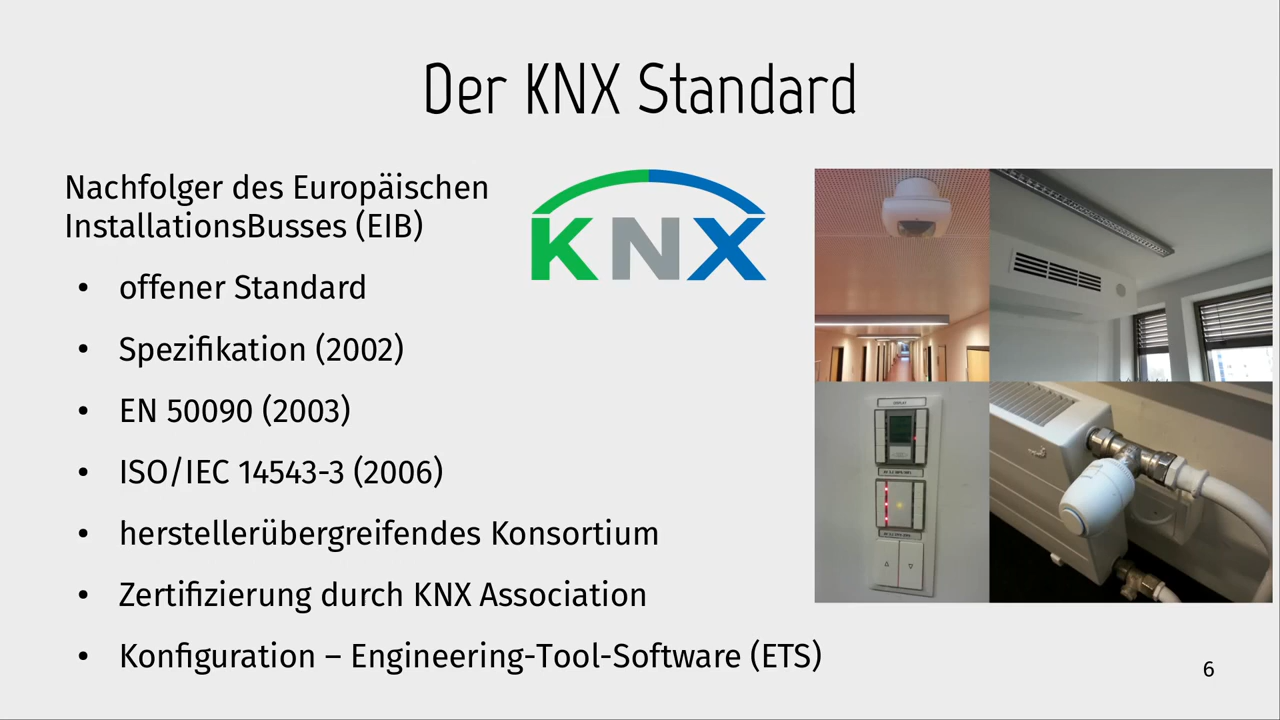 Der KNX Standard
Nachfolger des Europäischen
InstallationsBusses (EIB)
KNX
• offener Standard
• Spezifikation (2002)
• EN 50090 (2003)
• ISO/IEC 14543-3 (2006)
• herstellerübergreifendes Konsortium
• Zertifizierung durch KNX Association
• Konfiguration – Engineering-Tool-Software (ETS)
DISPLAY
6